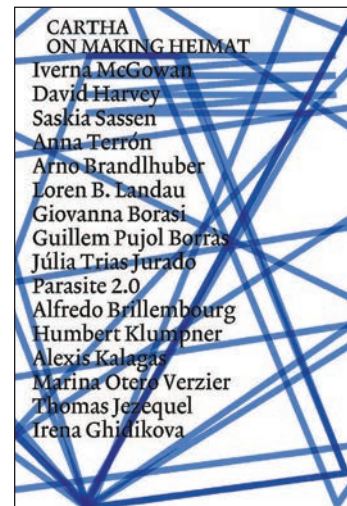 CARTHA
ON MAKING HEIMAT
Iverna McGowan
David Harvey
Saskia Sassen
Anna Terrón
Arno Brandlhuber
Loren B. Landau
Giovanna Borasi
Guillem Pujol Borràs
Júlia Trias Jurado
Parasite 2.0
Alfredo Brillembourg
Humbert Klumpner
Alexis Kalagas
Marina Otero Verzier
Thomas Jezequel
Irena Ghidikova